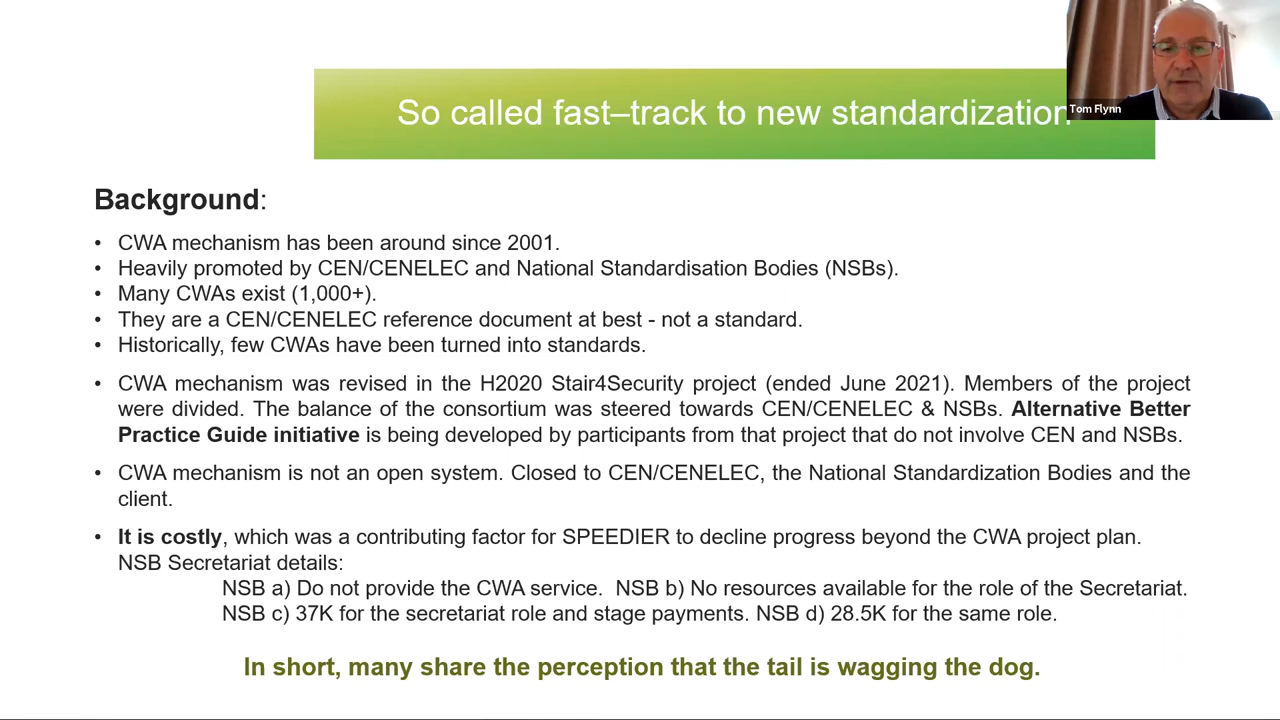 So called fast–track to new standardization
Tom Flynn
Background:
• CWA mechanism has been around since 2001.
• Heavily promoted by CEN/CENELEC and National Standardisation Bodies (NSBs).
• Many CWAs exist (1,000+).
• They are a CEN/CENELEC reference document at best - not a standard.
• Historically, few CWAs have been turned into standards.
• CWA mechanism was revised in the H2020 Stair4Security project (ended June 2021). Members of the project
were divided. The balance of the consortium was steered towards CEN/CENELEC & NSBs. Alternative Better
Practice Guide initiative is being developed by participants from that project that do not involve CEN and NSBs.
• CWA mechanism is not an open system. Closed to CEN/CENELEC, the National Standardization Bodies and the
client.
• It is costly, which was a contributing factor for SPEEDIER to decline progress beyond the CWA project plan.
NSB Secretariat details:
NSB a) Do not provide the CWA service. NSB b) No resources available for the role of the Secretariat.
NSB c) 37K for the secretariat role and stage payments. NSB d) 28.5K for the same role.
In short, many share the perception that the tail is wagging the dog.